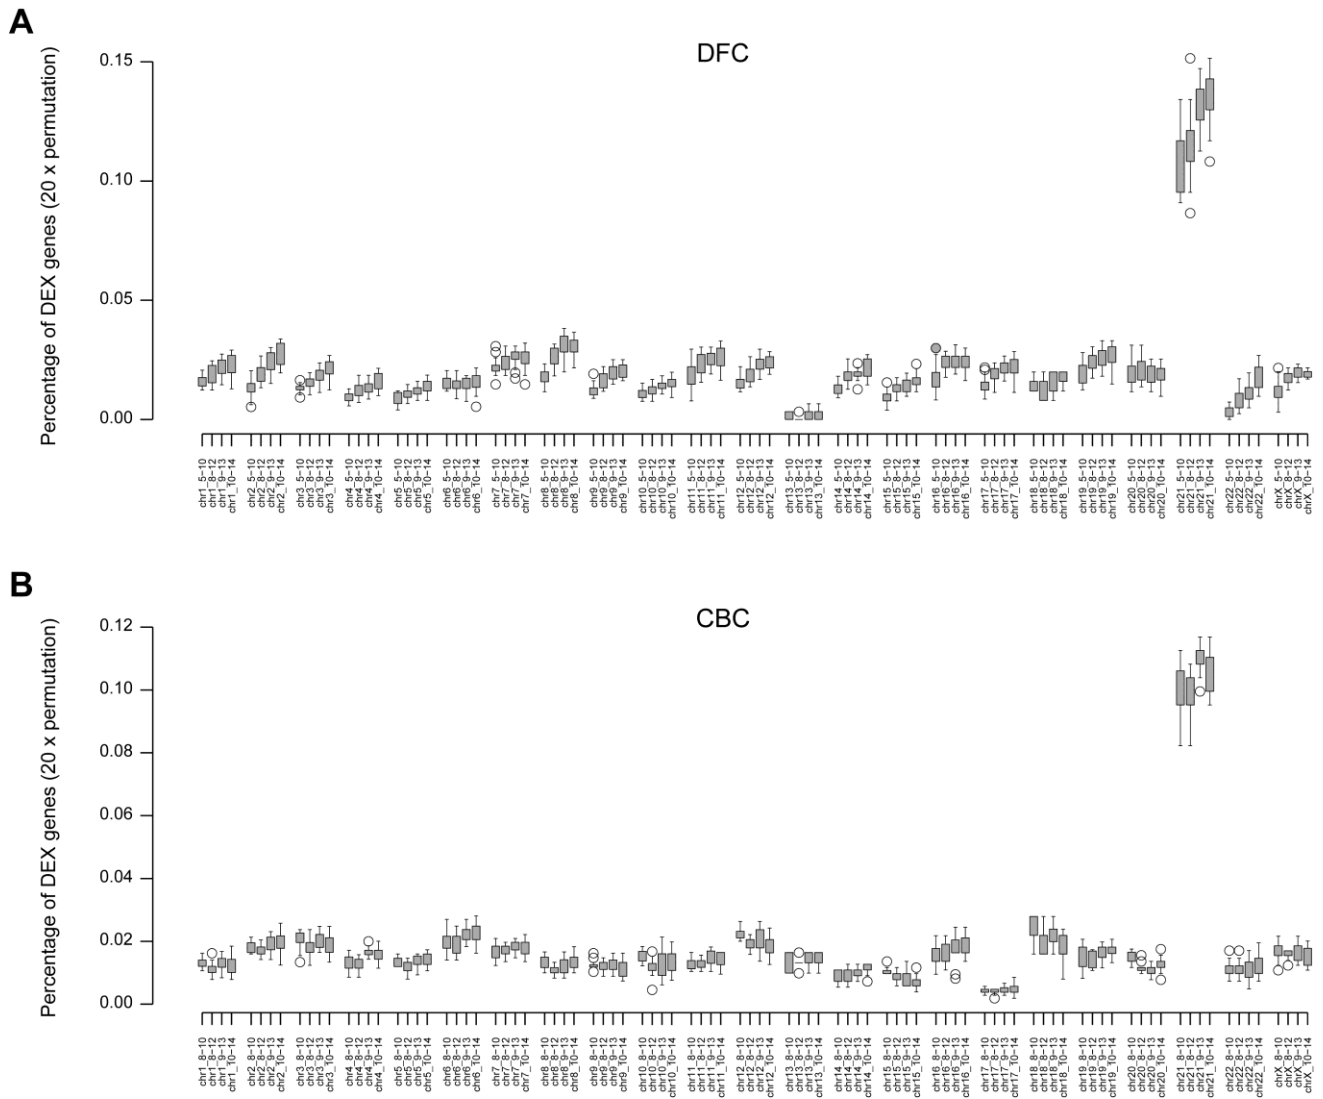 A
DFC
Percentage of DEX genes (20 x permutation)
0.15
0.10
0.05
0.00
chr1_5-10
chr1_8-12
chr1_9-13
chr1_10-14
chr2_5-10
chr2_8-12
chr2_9-13
chr2_10-14
chr3_5-10
chr3_8-12
chr3_9-13
chr3_10-14
chr4_5-10
chr4_8-12
chr4_9-13
chr4_10-14
chr5_5-10
chr5_8-12
chr5_9-13
chr5_10-14
chr6_5-10
chr6_8-12
chr6_9-13
chr6_10-14
chr7_5-10
chr7_8-12
chr7_9-13
chr7_10-14
chr8_5-10
chr8_8-12
chr8_9-13
chr8_10-14
chr9_5-10
chr9_8-12
chr9_9-13
chr9_10-14
chr10_5-10
chr10_8-12
chr10_9-13
chr10_10-14
chr11_5-10
chr11_8-12
chr11_9-13
chr11_10-14
chr12_5-10
chr12_8-12
chr12_9-13
chr12_10-14
chr13_5-10
chr13_8-12
chr13_9-13
chr13_10-14
chr14_5-10
chr14_8-12
chr14_9-13
chr14_10-14
chr15_5-10
chr15_8-12
chr15_9-13
chr15_10-14
chr16_5-10
chr16_8-12
chr16_9-13
chr16_10-14
chr17_5-10
chr17_8-12
chr17_9-13
chr17_10-14
chr18_5-10
chr18_8-12
chr18_9-13
chr18_10-14
chr19_5-10
chr19_8-12
chr19_9-13
chr19_10-14
chr20_5-10
chr20_8-12
chr20_9-13
chr20_10-14
chr21_5-10
chr21_8-12
chr21_9-13
chr21_10-14
chr22_5-10
chr22_8-12
chr22_9-13
chr22_10-14
chrX_5-10
chrX_8-12
chrX_9-13
chrX_10-14
B
CBC
Percentage of DEX genes (20 x permutation)
0.12
0.10
0.08
0.06
0.04
0.02
0.00
chr1_8-10
chr1_8-12
chr1_9-13
chr1_10-14
chr2_8-10
chr2_8-12
chr2_9-13
chr2_10-14
chr3_8-10
chr3_8-12
chr3_9-13
chr3_10-14
chr4_8-10
chr4_8-12
chr4_9-13
chr4_10-14
chr5_8-10
chr5_8-12
chr5_9-13
chr5_10-14
chr6_8-10
chr6_8-12
chr6_9-13
chr6_10-14
chr7_8-10
chr7_8-12
chr7_9-13
chr7_10-14
chr8_8-10
chr8_8-12
chr8_9-13
chr8_10-14
chr9_8-10
chr9_8-12
chr9_9-13
chr9_10-14
chr10_8-10
chr10_8-12
chr10_9-13
chr10_10-14
chr11_8-10
chr11_8-12
chr11_9-13
chr11_10-14
chr12_8-10
chr12_8-12
chr12_9-13
chr12_10-14
chr13_8-10
chr13_8-12
chr13_9-13
chr13_10-14
chr14_8-10
chr14_8-12
chr14_9-13
chr14_10-14
chr15_8-10
chr15_8-12
chr15_9-13
chr15_10-14
chr16_8-10
chr16_8-12
chr16_9-13
chr16_10-14
chr17_8-10
chr17_8-12
chr17_9-13
chr17_10-14
chr18_8-10
chr18_8-12
chr18_9-13
chr18_10-14
chr19_8-10
chr19_8-12
chr19_9-13
chr19_10-14
chr20_8-10
chr20_8-12
chr20_9-13
chr20_10-14
chr21_8-10
chr21_8-12
chr21_9-13
chr21_10-14
chr22_8-10
chr22_8-12
chr22_9-13
chr22_10-14
chrX_8-10
chrX_8-12
chrX_9-13
chrX_10-14